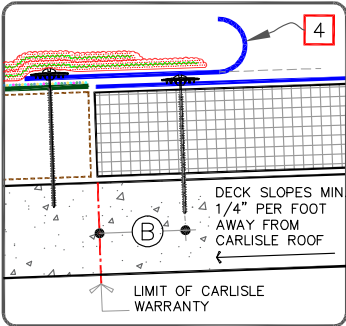 4
DECK SLOPES MIN
1/4" PER FOOT
AWAY FROM
CARLISLE ROOF
B
LIMIT OF CARLISLE
WARRANTY